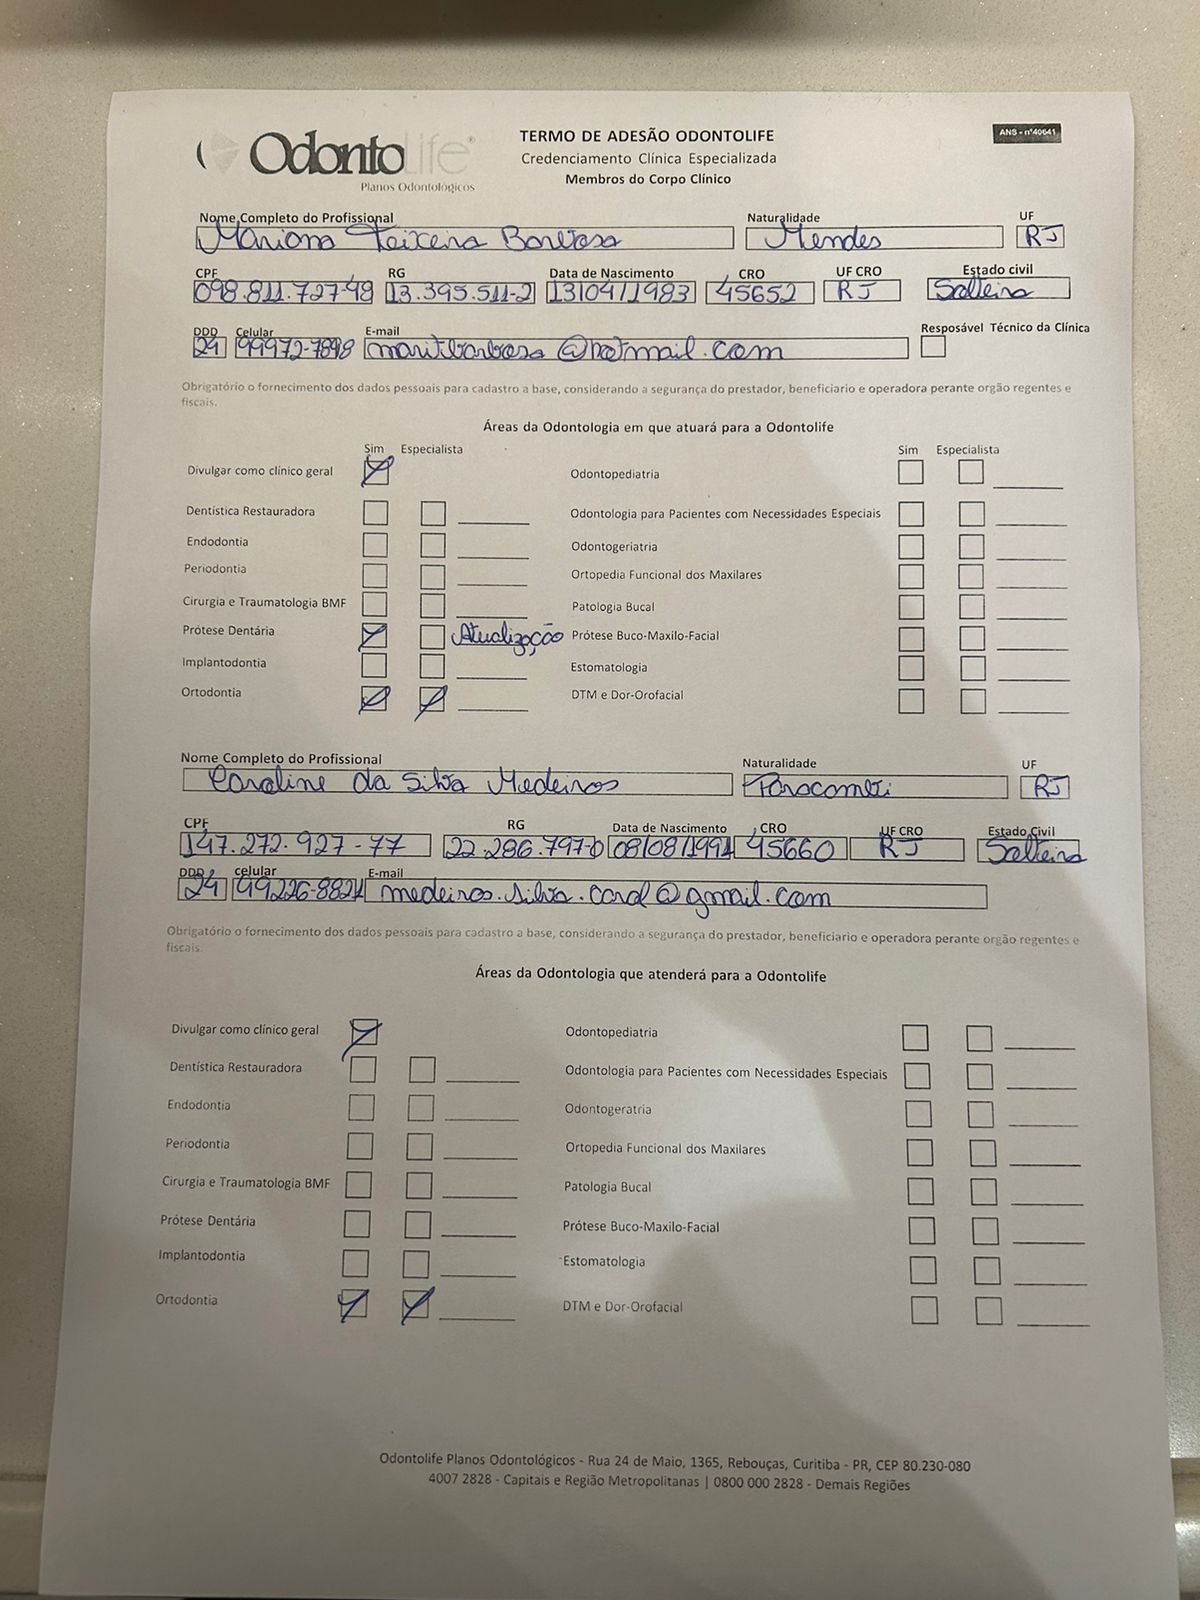 OdontoLife®
Planos Odontológicos
TERMO DE ADESÃO ODONTOLIFE
Credenciamento Clínica Especializada
Membros do Corpo Clínico
ANS - nº40641
Nome Completo do Profissional Naturalidade UF
Mariana Teixeira Barbosa Mendes RJ
CPF RG Data de Nascimento CRO UF CRO Estado civil
098.811.727-48 13.395.511-2 13/04/1983 45652 RJ Solteira
DDD Celular E-mail Resposável Técnico da Clínica
24 99972-7898 maritbarbosa@hotmail.com
Obrigatório o fornecimento dos dados pessoais para cadastro a base, considerando a segurança do prestador, beneficiario e operadora perante orgão regentes e
fiscais.
Áreas da Odontologia em que atuará para a Odontolife
Sim Especialista Sim Especialista
Divulgar como clínico geral Odontopediatria
Dentística Restauradora Odontologia para Pacientes com Necessidades Especiais
Endodontia Odontogeriatria
Periodontia Ortopedia Funcional dos Maxilares
Cirurgia e Traumatologia BMF Patologia Bucal
Prótese Dentária Atualização Prótese Buco-Maxilo-Facial
Implantodontia Estomatologia
Ortodontia DTM e Dor-Orofacial
Nome Completo do Profissional Naturalidade UF
Caroline da Silva Medeiros Paracambi RJ
CPF RG Data de Nascimento CRO UF CRO Estado Civil
147.272.927-77 22.286.797-0 08/08/1991 45660 RJ Solteira
DDD celular E-mail
24 99226-8821 medeiros.silva.carol@gmail.com
Obrigatório o fornecimento dos dados pessoais para cadastro a base, considerando a segurança do prestador, beneficiario e operadora perante orgão regentes e
fiscais.
Áreas da Odontologia que atenderá para a Odontolife
Divulgar como clínico geral Odontopediatria
Dentística Restauradora Odontologia para Pacientes com Necessidades Especiais
Endodontia Odontogeratria
Periodontia Ortopedia Funcional dos Maxilares
Cirurgia e Traumatologia BMF Patologia Bucal
Prótese Dentária Prótese Buco-Maxilo-Facial
Implantodontia Estomatologia
Ortodontia DTM e Dor-Orofacial
Odontolife Planos Odontológicos - Rua 24 de Maio, 1365, Rebouças, Curitiba - PR, CEP 80.230-080
4007 2828 - Capitais e Região Metropolitanas | 0800 000 2828 - Demais Regiões